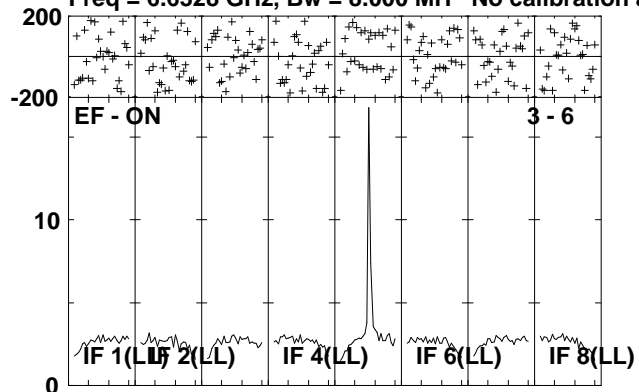 Freq = 6.6328 GHz, Bw = 8.000 MH No calibration a
200
-200
EF - ON
3 - 6
10
IF 1(LL)
IF 2(LL)
IF 4(LL)
IF 6(LL)
IF 8(LL)
0